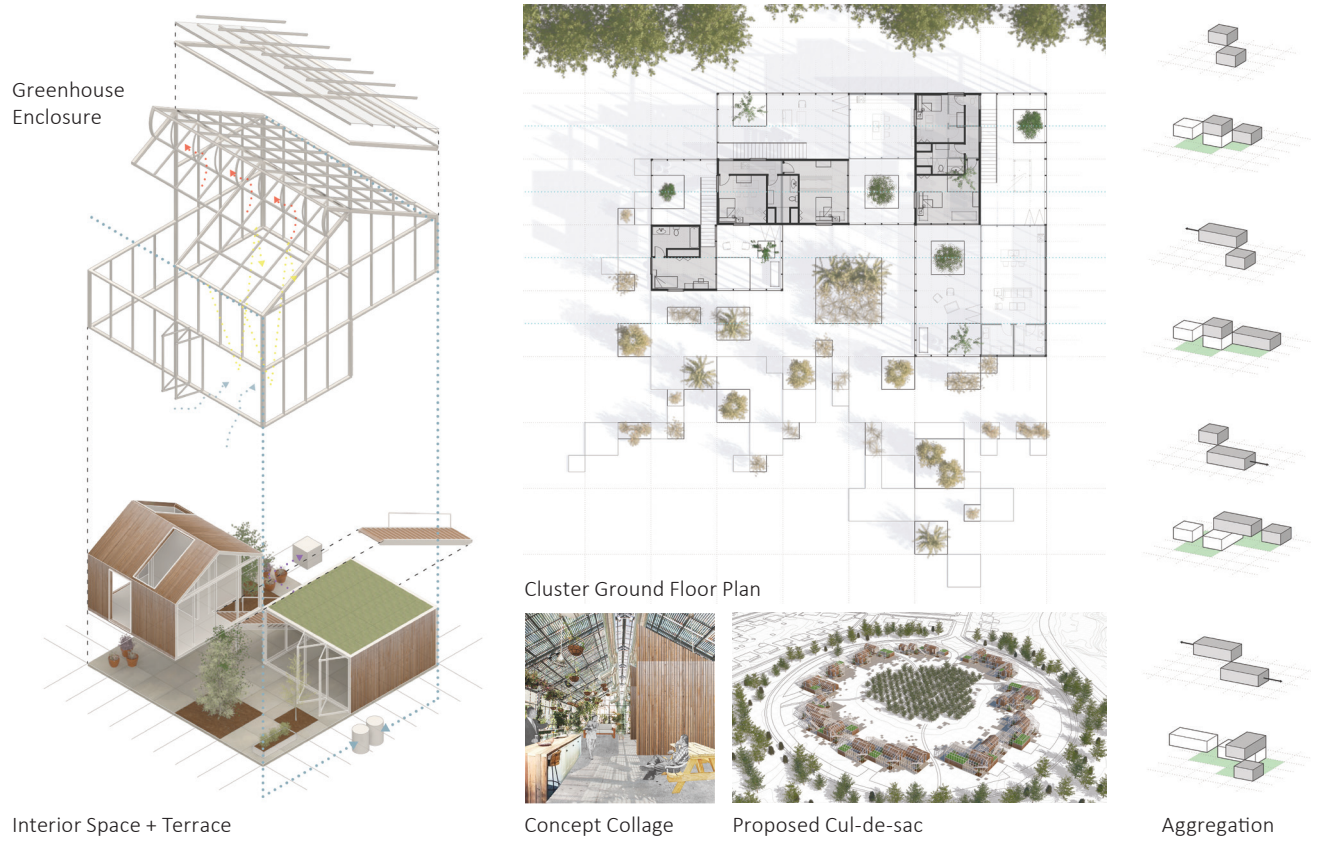 Greenhouse
Enclosure
Cluster Ground Floor Plan
Interior Space + Terrace
Concept Collage
Proposed Cul-de-sac
Aggregation